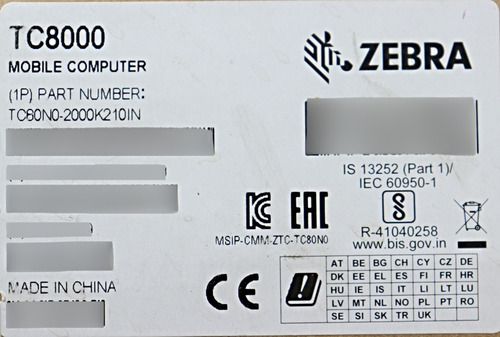 TC8000
ZEBRA
MOBILE COMPUTER
(1P) PART NUMBER:
TC80N0-2000K210IN
IS 13252 (Part 1)/
IEC 60950-1
EAC
S
MSIP-CMM-ZTC-TC80N0
R-41040258
www.bis.gov.in
MADE IN CHINA
CE
AT BE BG CH CY CZ DE
DK EE EL ES FI FR HR
HU IE IS IT LI LT LU
LV MT NL NO PL PT RO
SE SI SK TR UK